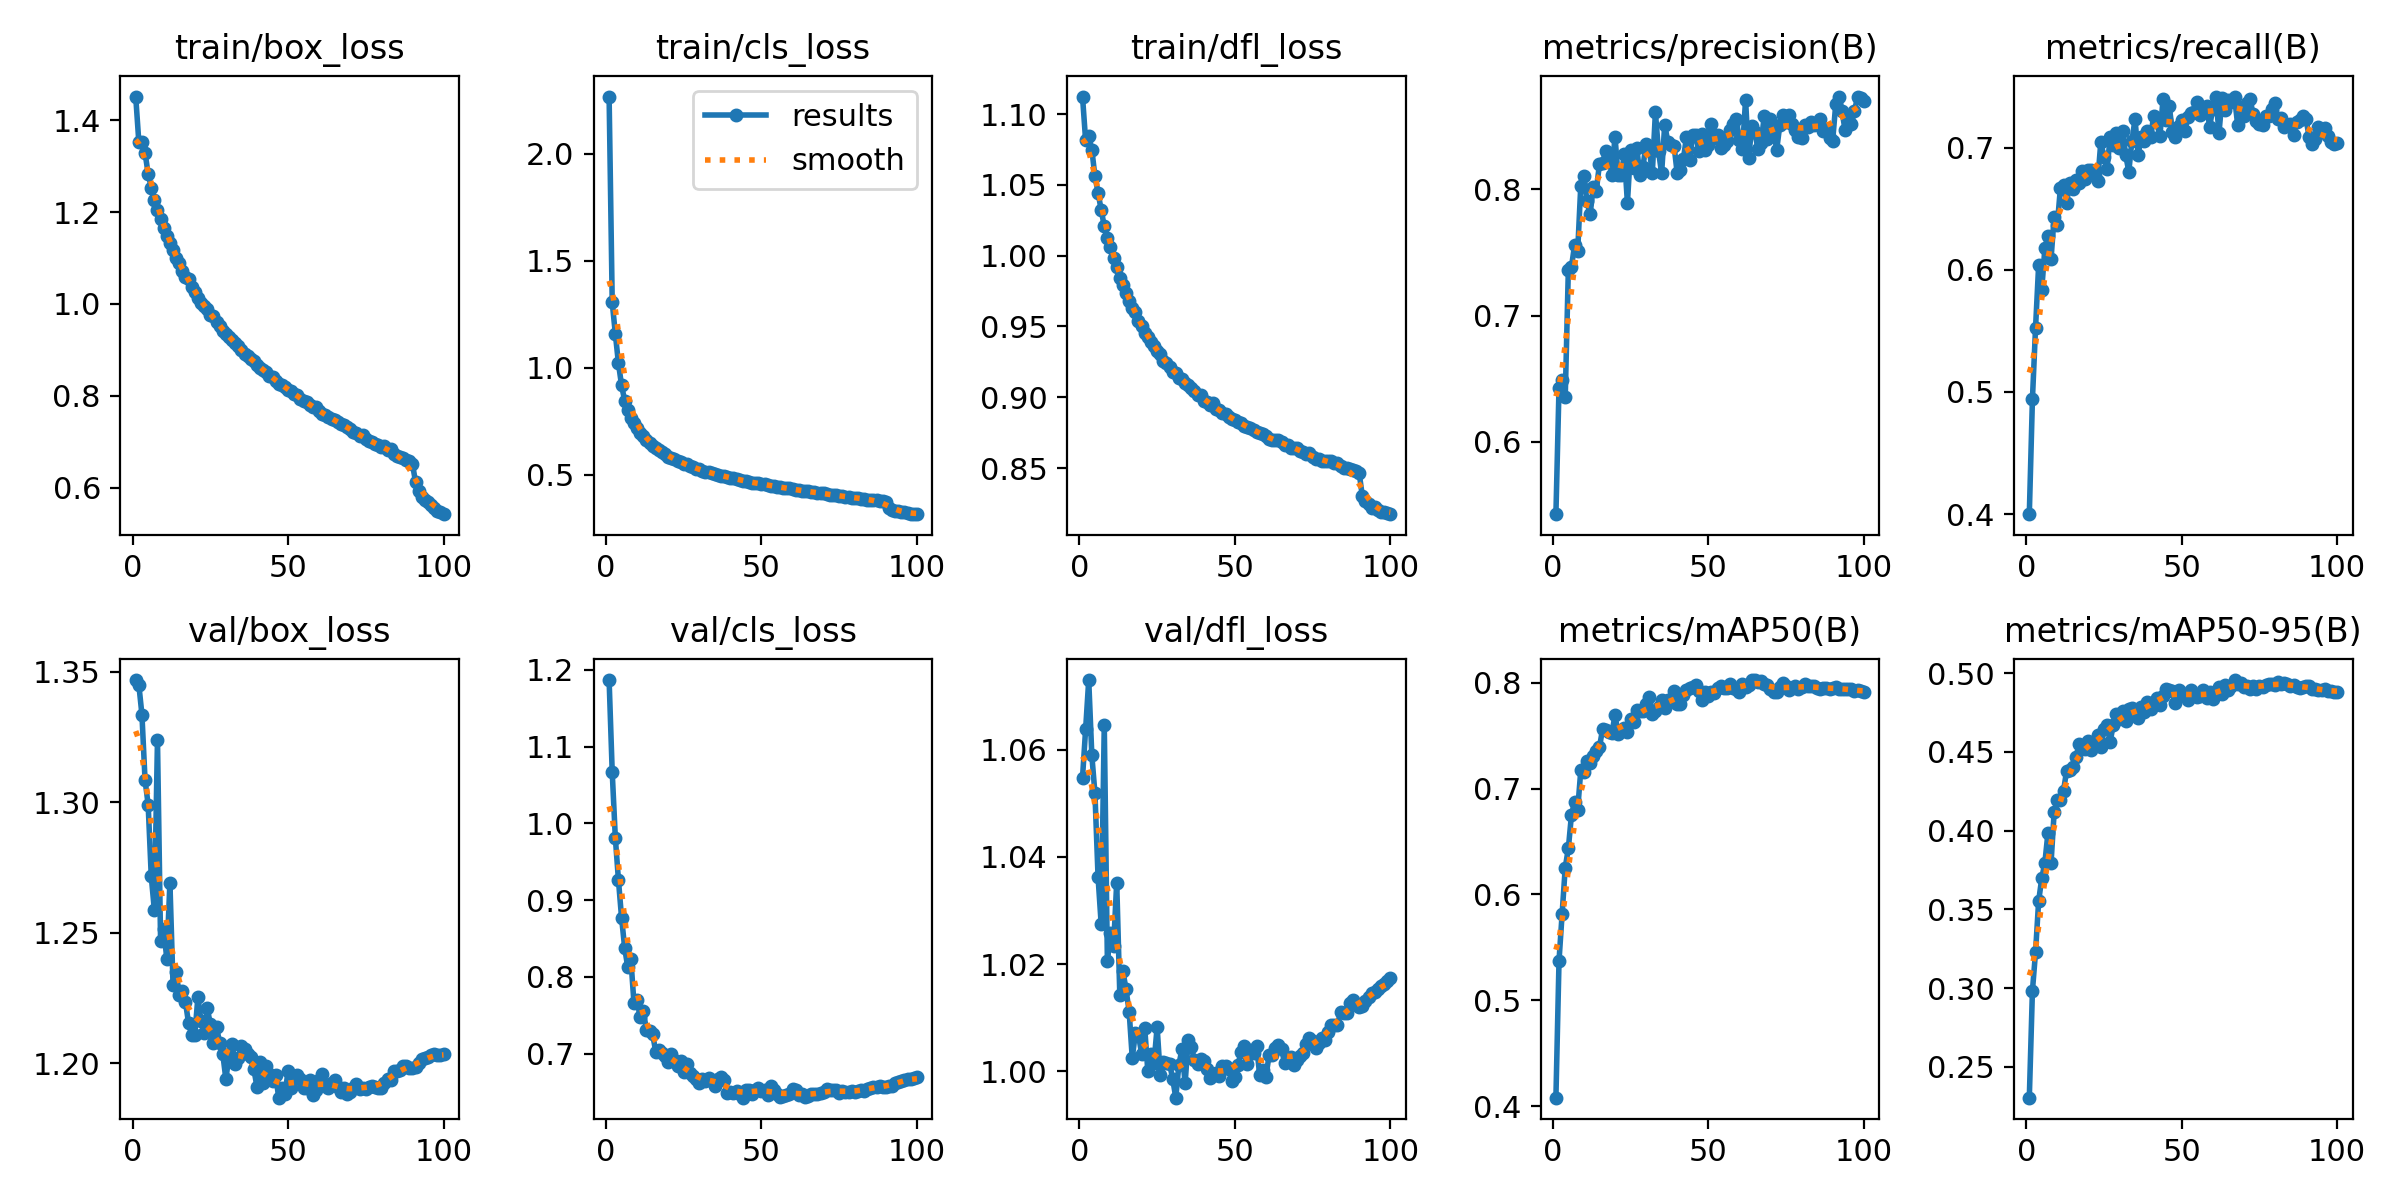 train/box_loss
1.4
1.2
1.0
0.8
0.6
0 50 100
train/cls_loss
results
smooth
2.0
1.5
1.0
0.5
0 50 100
train/dfl_loss
1.10
1.05
1.00
0.95
0.90
0.85
0 50 100
metrics/precision(B)
0.8
0.7
0.6
0 50 100
metrics/recall(B)
0.7
0.6
0.5
0.4
0 50 100
val/box_loss
1.35
1.30
1.25
1.20
0 50 100
val/cls_loss
1.2
1.1
1.0
0.9
0.8
0.7
0 50 100
val/dfl_loss
1.06
1.04
1.02
1.00
0 50 100
metrics/mAP50(B)
0.8
0.7
0.6
0.5
0.4
0 50 100
metrics/mAP50-95(B)
0.50
0.45
0.40
0.35
0.30
0.25
0 50 100